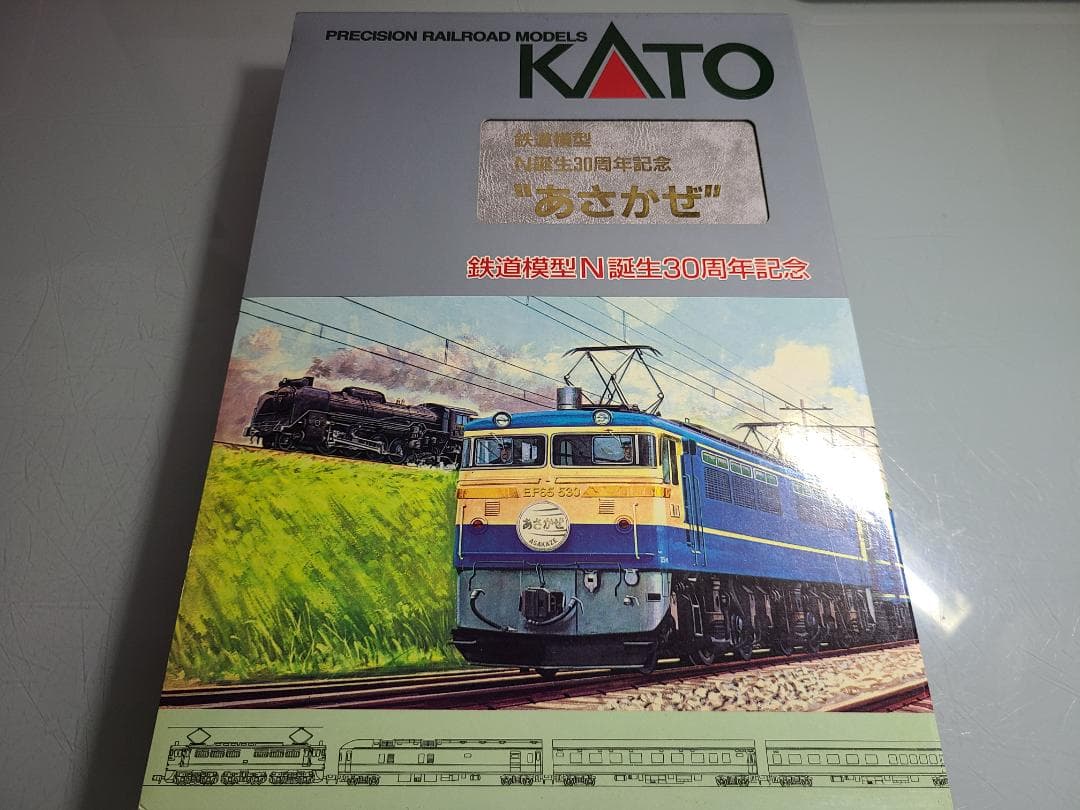 PRECISION RAILROAD MODELS
KATO
鉄道模型
N誕生30周年記念
"あさかぜ"
鉄道模型N誕生30周年記念
EF65 530
あさかぜ
ASAKAZE